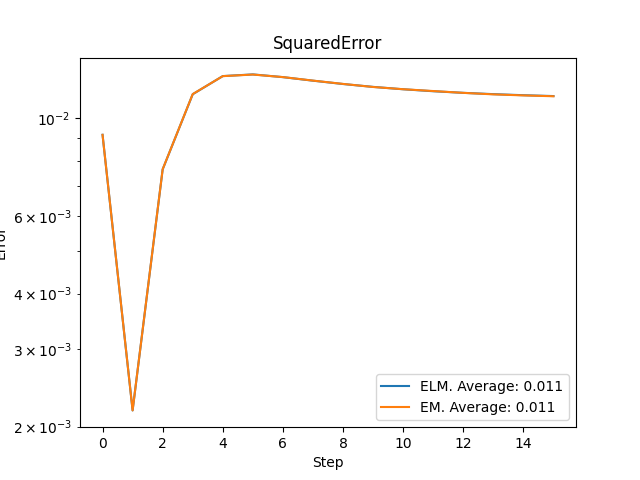 SquaredError
10⁻²
6 × 10⁻³
4 × 10⁻³
3 × 10⁻³
2 × 10⁻³
Error
ELM. Average: 0.011
EM. Average: 0.011
0 2 4 6 8 10 12 14
Step